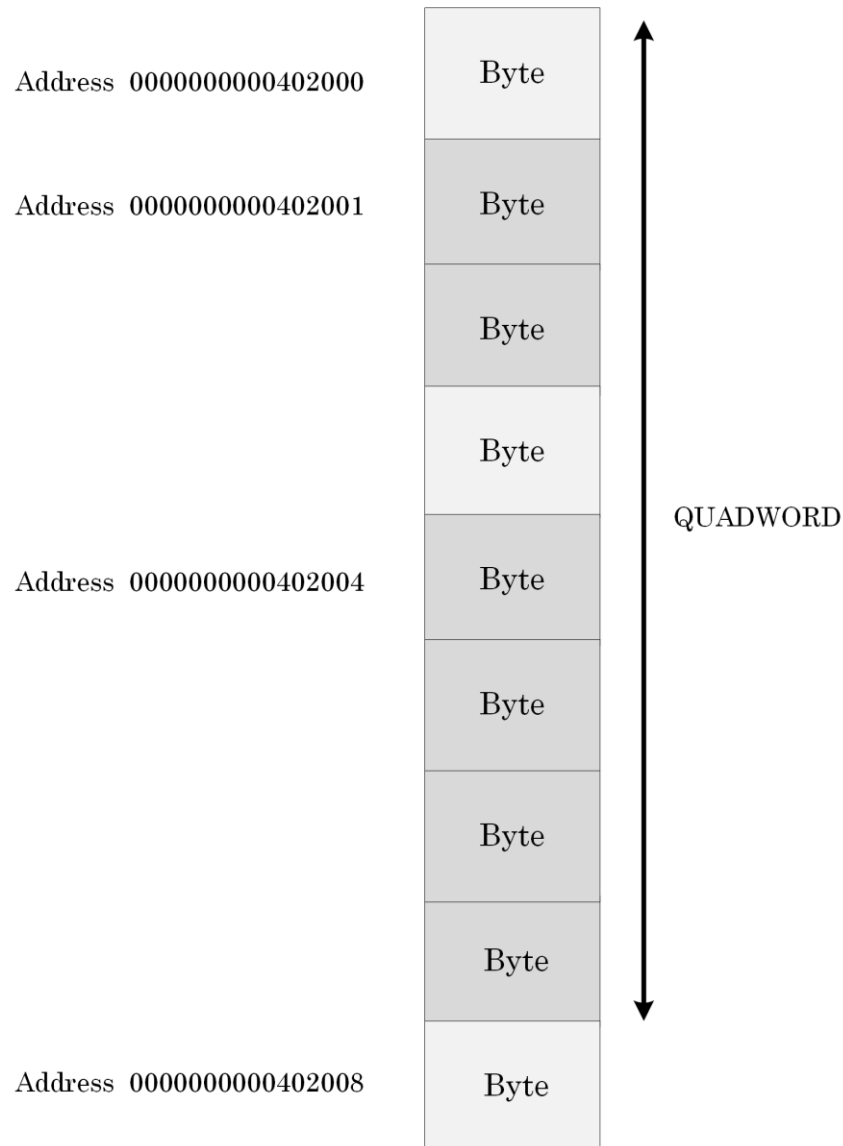 Address 0000000000402000
Byte
Address 0000000000402001
Byte
Byte
Byte
QUADWORD
Address 0000000000402004
Byte
Byte
Byte
Byte
Address 0000000000402008
Byte